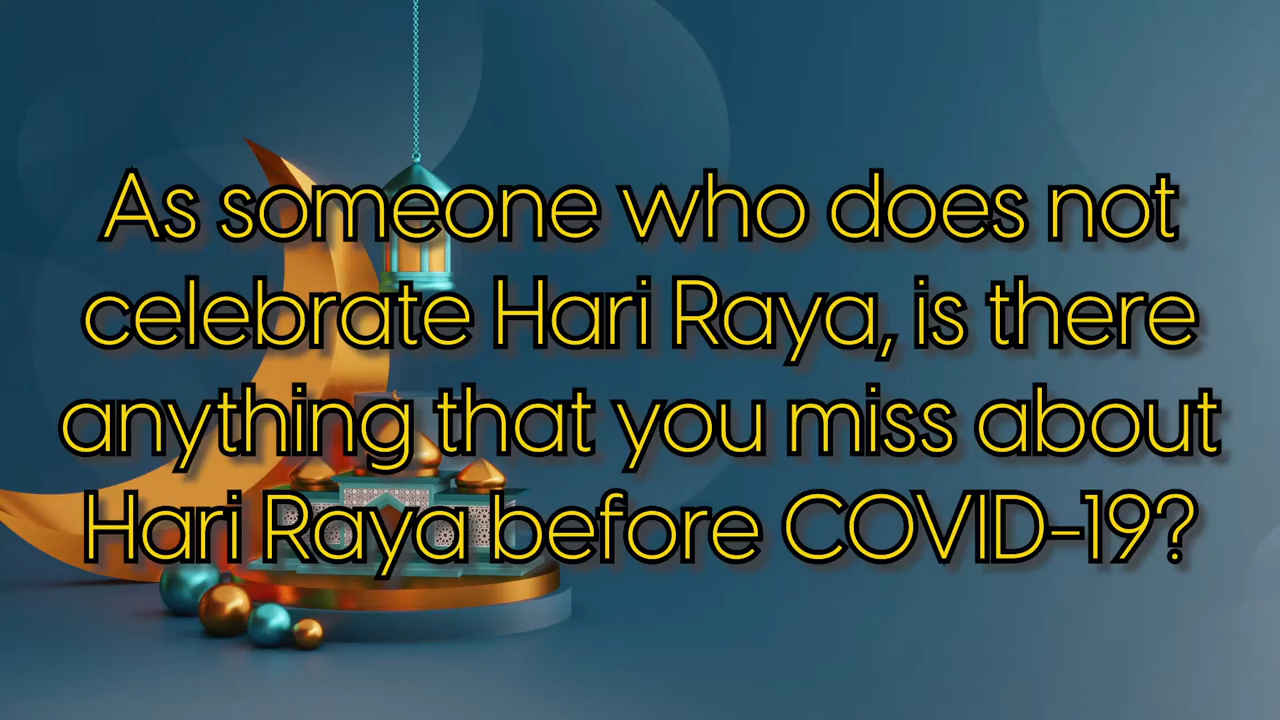 As someone who does not
celebrate Hari Raya, is there
anything that you miss about
Hari Raya before COVID-19?